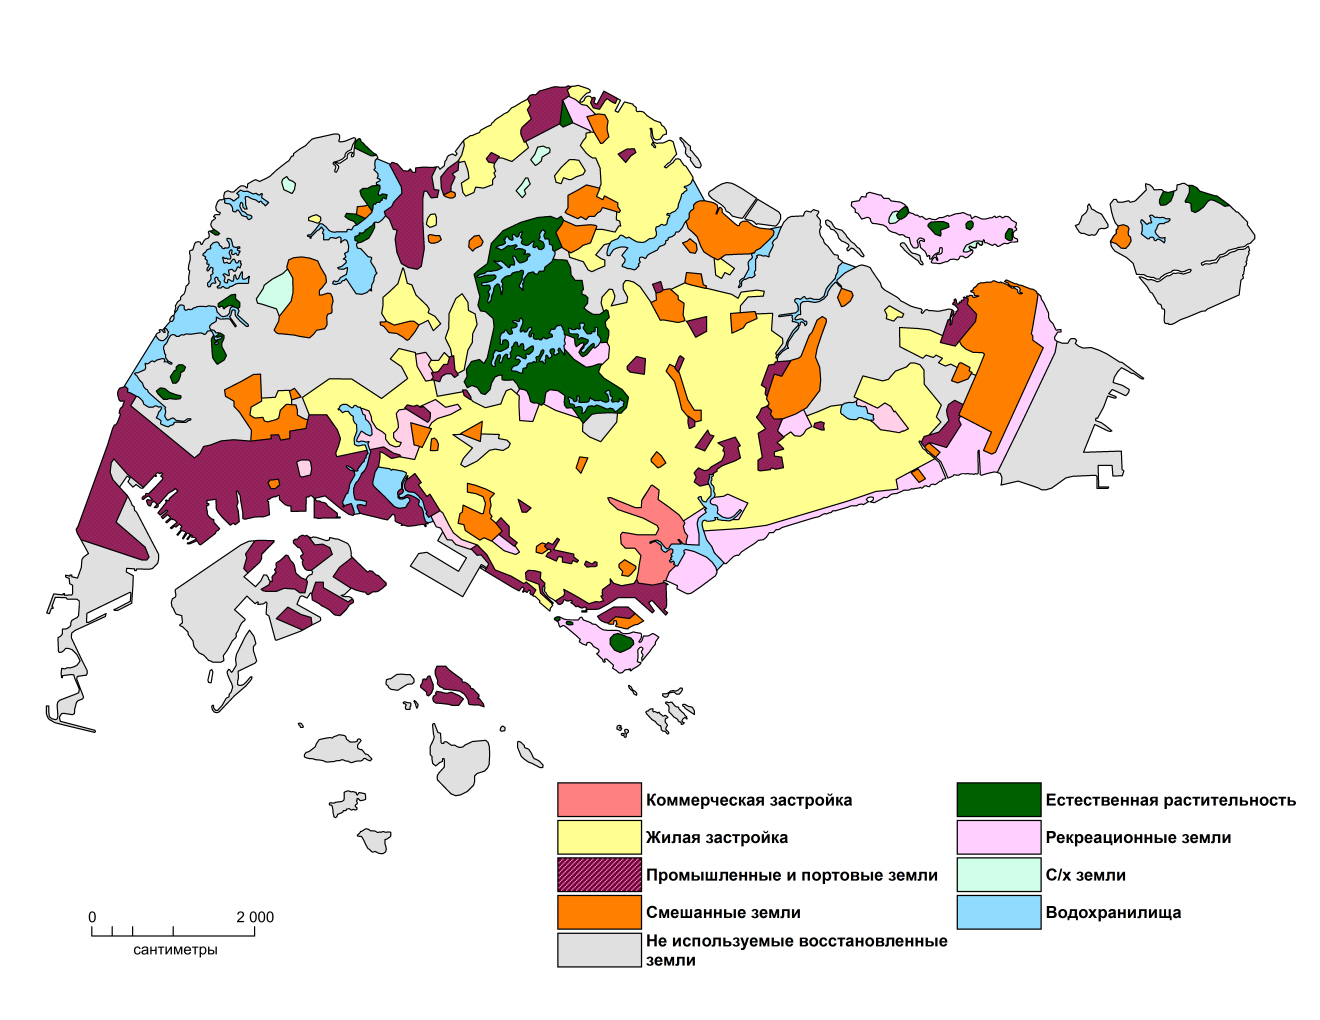 Коммерческая застройка
Жилая застройка
Промышленные и портовые земли
Смешанные земли
Не используемые восстановленные
земли
Естественная растительность
Рекреационные земли
С/х земли
Водохранилища
0 2 000
сантиметры